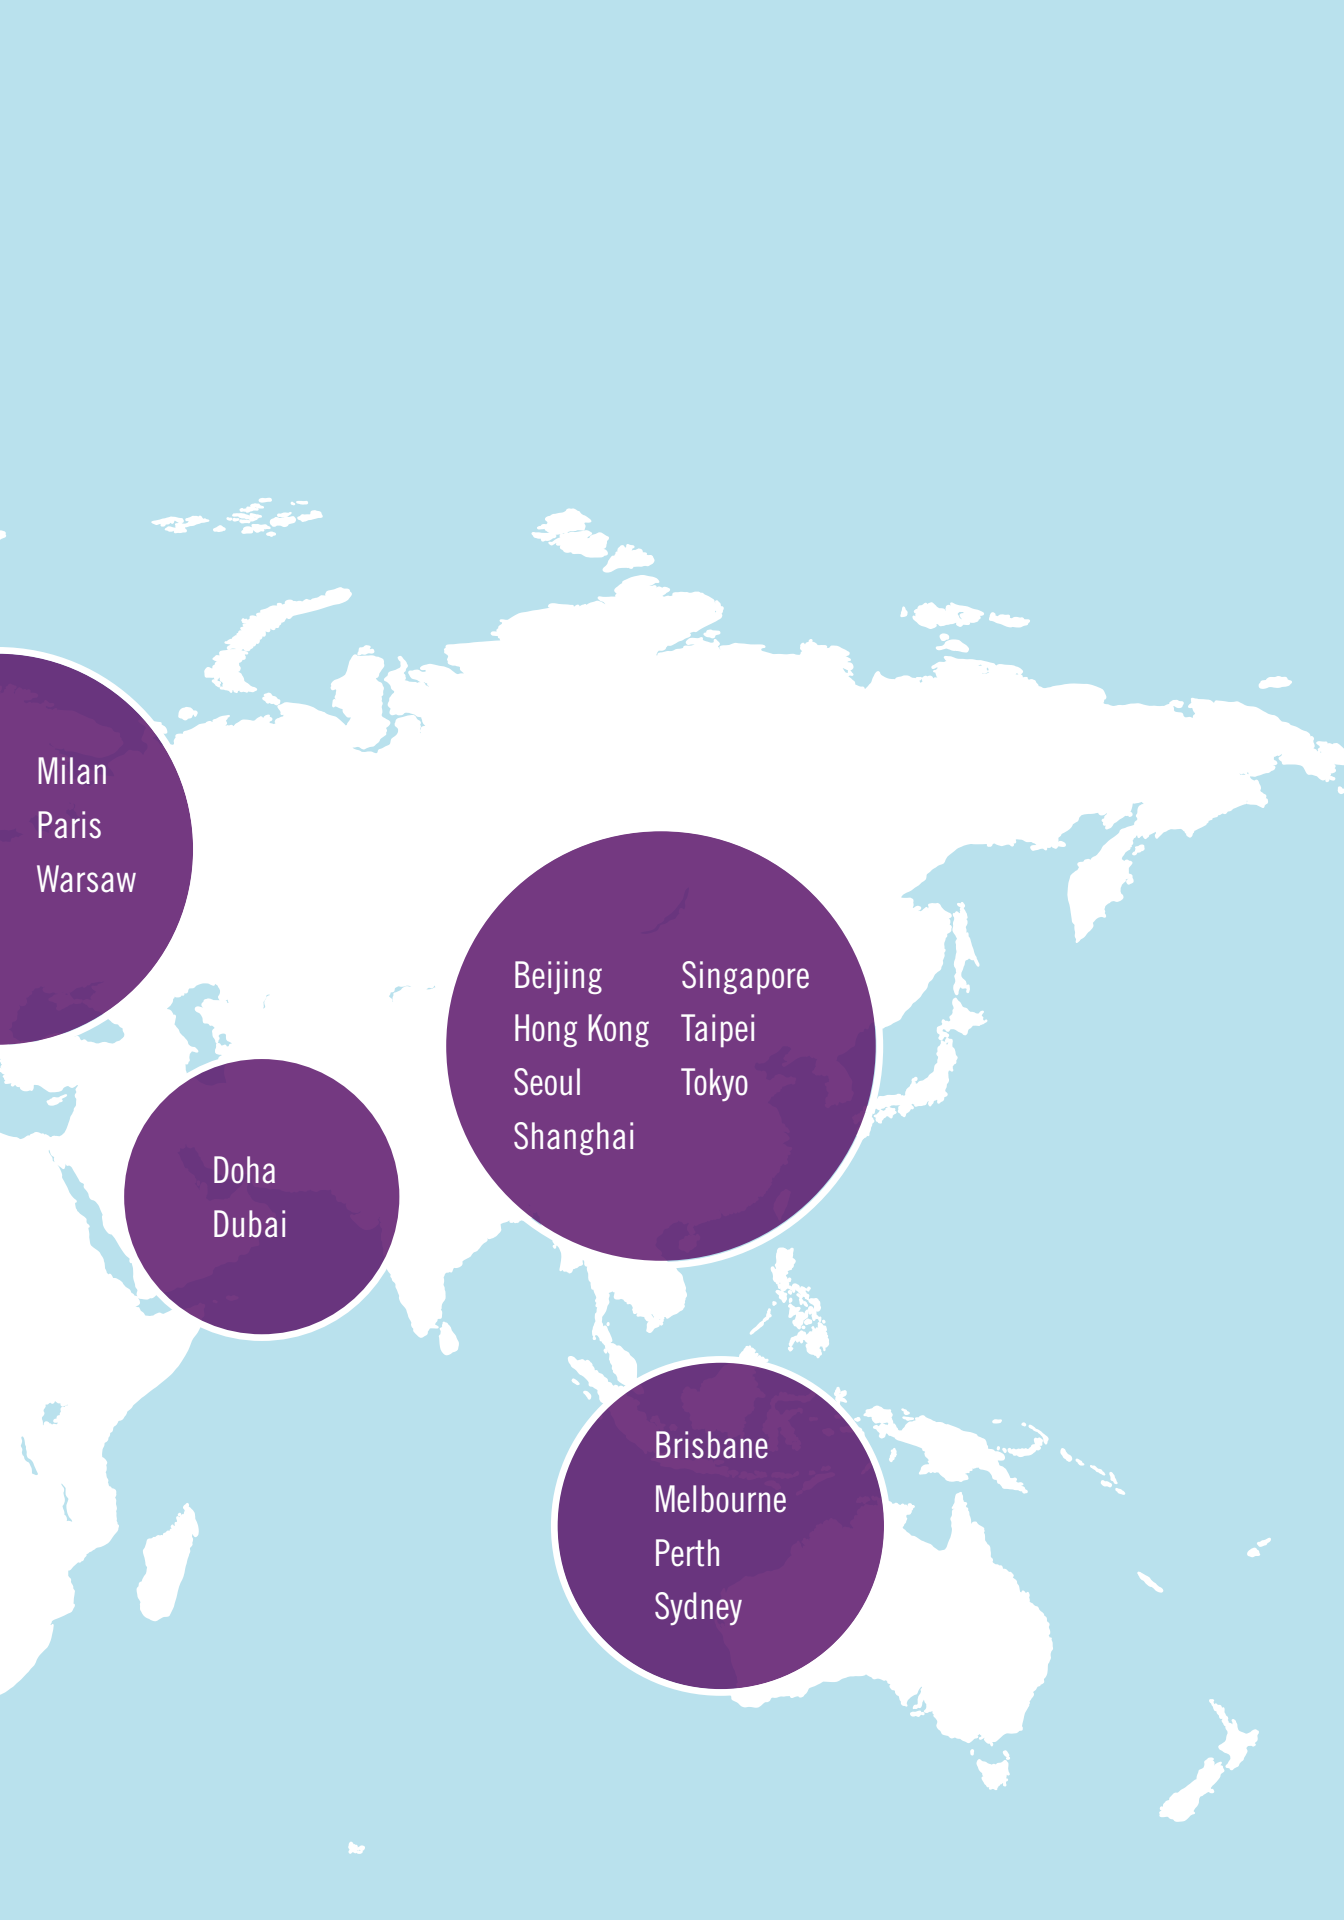 Milan
Paris
Warsaw
Beijing
Hong Kong
Seoul
Shanghai
Singapore
Taipei
Tokyo
Doha
Dubai
Brisbane
Melbourne
Perth
Sydney